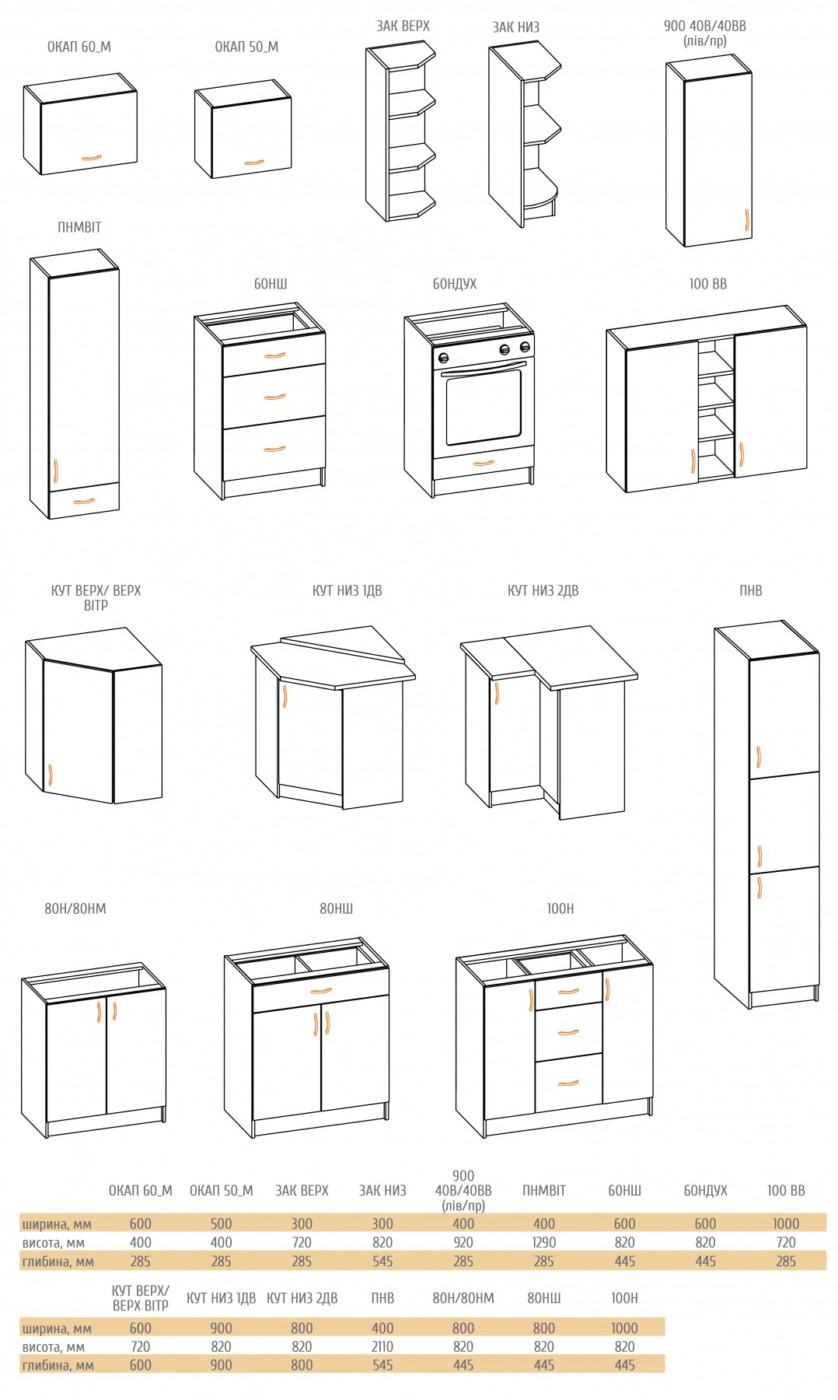 ОКАП 60_М
ОКАП 50_М
ЗАК ВЕРХ
ЗАК НИЗ
900 40В/40ВВ
(лів/пр)
ПНМВІТ
60НШ
60НДУХ
100 ВВ
КУТ ВЕРХ/ ВЕРХ
ВІТР
КУТ НИЗ 1ДВ
КУТ НИЗ 2ДВ
ПНВ
80Н/80НМ
80НШ
100Н
ОКАП 60_М ОКАП 50_М ЗАК ВЕРХ ЗАК НИЗ 900 40В/40ВВ (лів/пр) ПНМВІТ 60НШ 60НДУХ 100 ВВ
ширина, мм 600 500 300 300 400 400 600 600 1000
висота, мм 400 400 720 820 920 1290 820 820 720
глибина, мм 285 285 285 545 285 285 445 445 285
КУТ ВЕРХ/ ВЕРХ ВІТР КУТ НИЗ 1ДВ КУТ НИЗ 2ДВ ПНВ 80Н/80НМ 80НШ 100Н
ширина, мм 600 900 800 400 800 800 1000
висота, мм 720 820 820 2110 820 820 820
глибина, мм 600 900 800 545 445 445 445